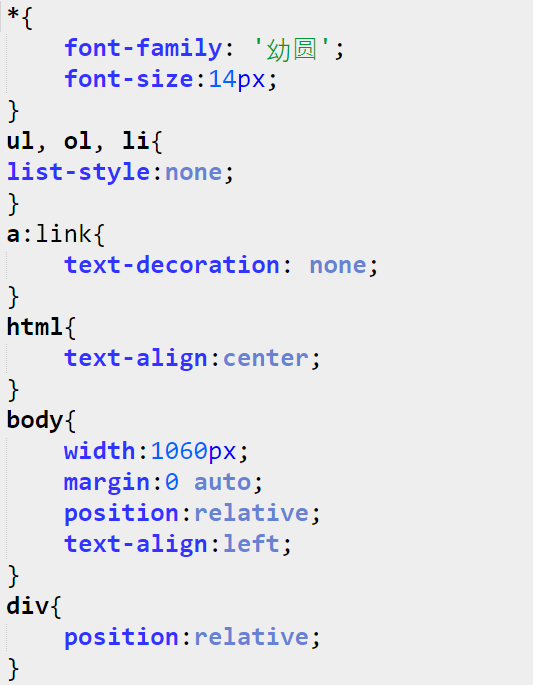 *{
    font-family: '幼圆';
    font-size:14px;
}
ul, ol, li{
list-style:none;
}
a:link{
    text-decoration: none;
}
html{
    text-align:center;
}
body{
    width:1060px;
    margin:0 auto;
    position:relative;
    text-align:left;
}
div{
    position:relative;
}